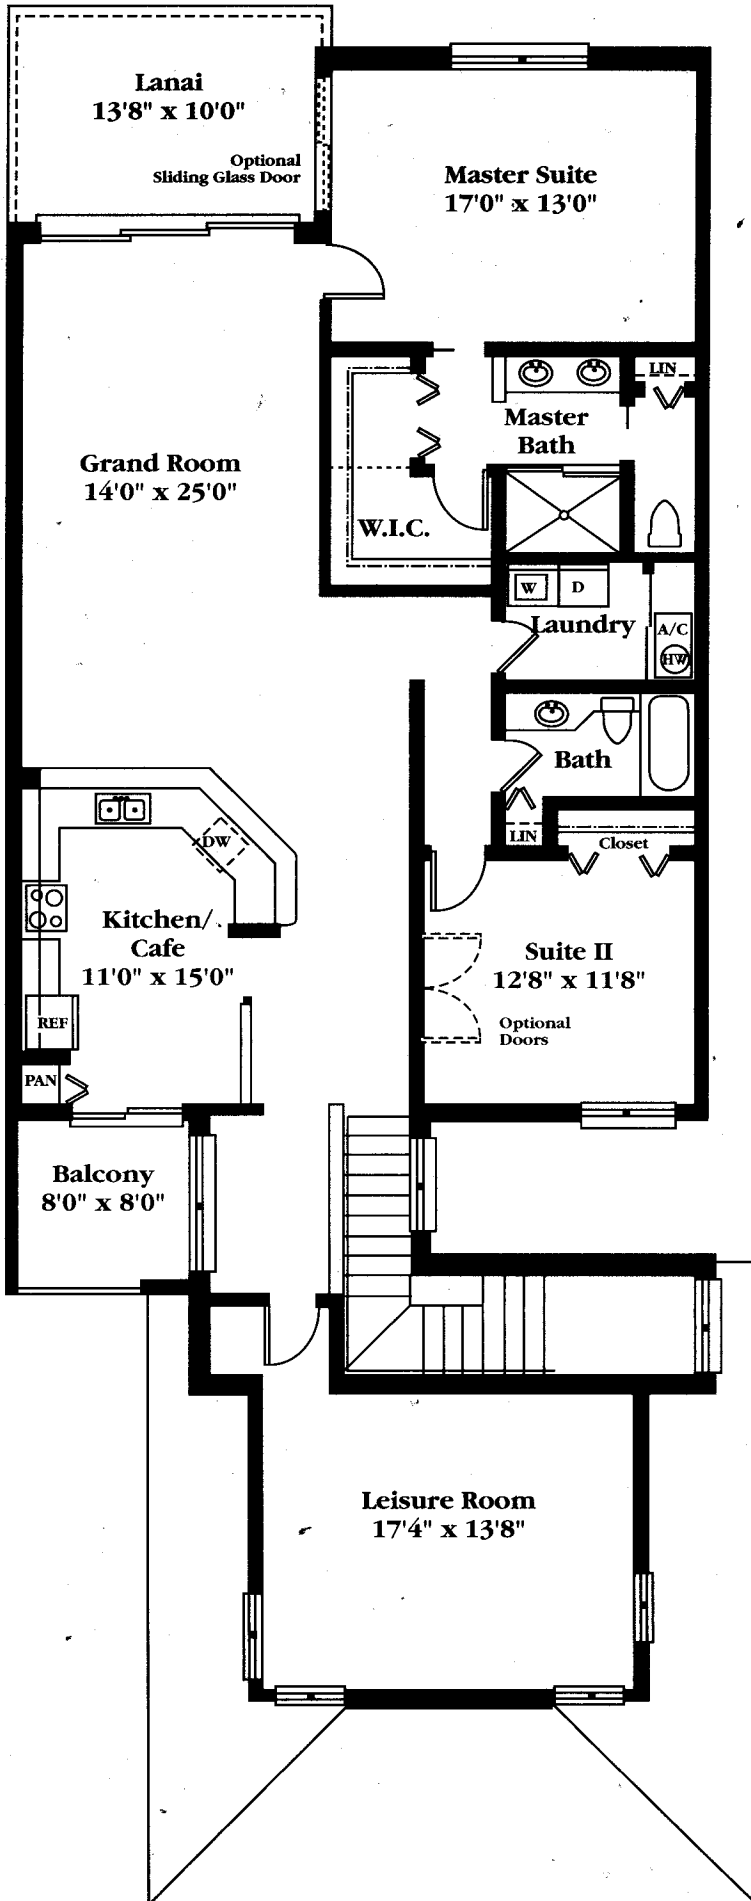 Lanai
13'8" x 10'0"
Optional
Sliding Glass Door
Master Suite
17'0" x 13'0"
LIN
Master
Bath
Grand Room
14'0" x 25'0"
W.I.C.
W
D
Laundry
A/C
HW
Bath
LIN
Closet
DW
Kitchen/
Cafe
11'0" x 15'0"
REF
PAN
Suite II
12'8" x 11'8"
Optional
Doors
Balcony
8'0" x 8'0"
Leisure Room
17'4" x 13'8"